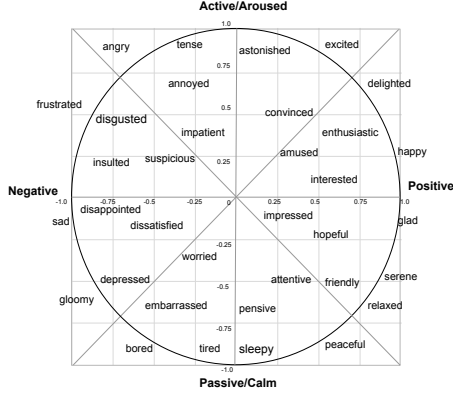 Active/Aroused
1.0
angry tense astonished excited
0.75
annoyed delighted
frustrated 0.5 convinced
disgusted
impatient enthusiastic
insulted suspicious 0.25 amused happy
interested
Negative Positive
-1.0 -0.75 -0.5 -0.25 0 0.25 0.5 0.75 1.0
sad disappointed impressed glad
dissatisfied hopeful
-0.25
worried
depressed -0.5 attentive friendly serene
gloomy embarrassed pensive relaxed
-0.75
bored tired sleepy peaceful
-1.0
Passive/Calm